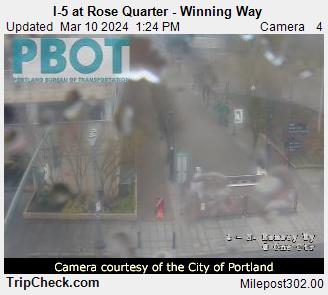 I-5 at Rose Quarter - Winning Way
Updated Mar 10 2024 1:24 PM Camera 4
PBOT
PORTLAND BUREAU OF TRANSPORTATION
Camera courtesy of the City of Portland
TripCheck.com Milepost302.00